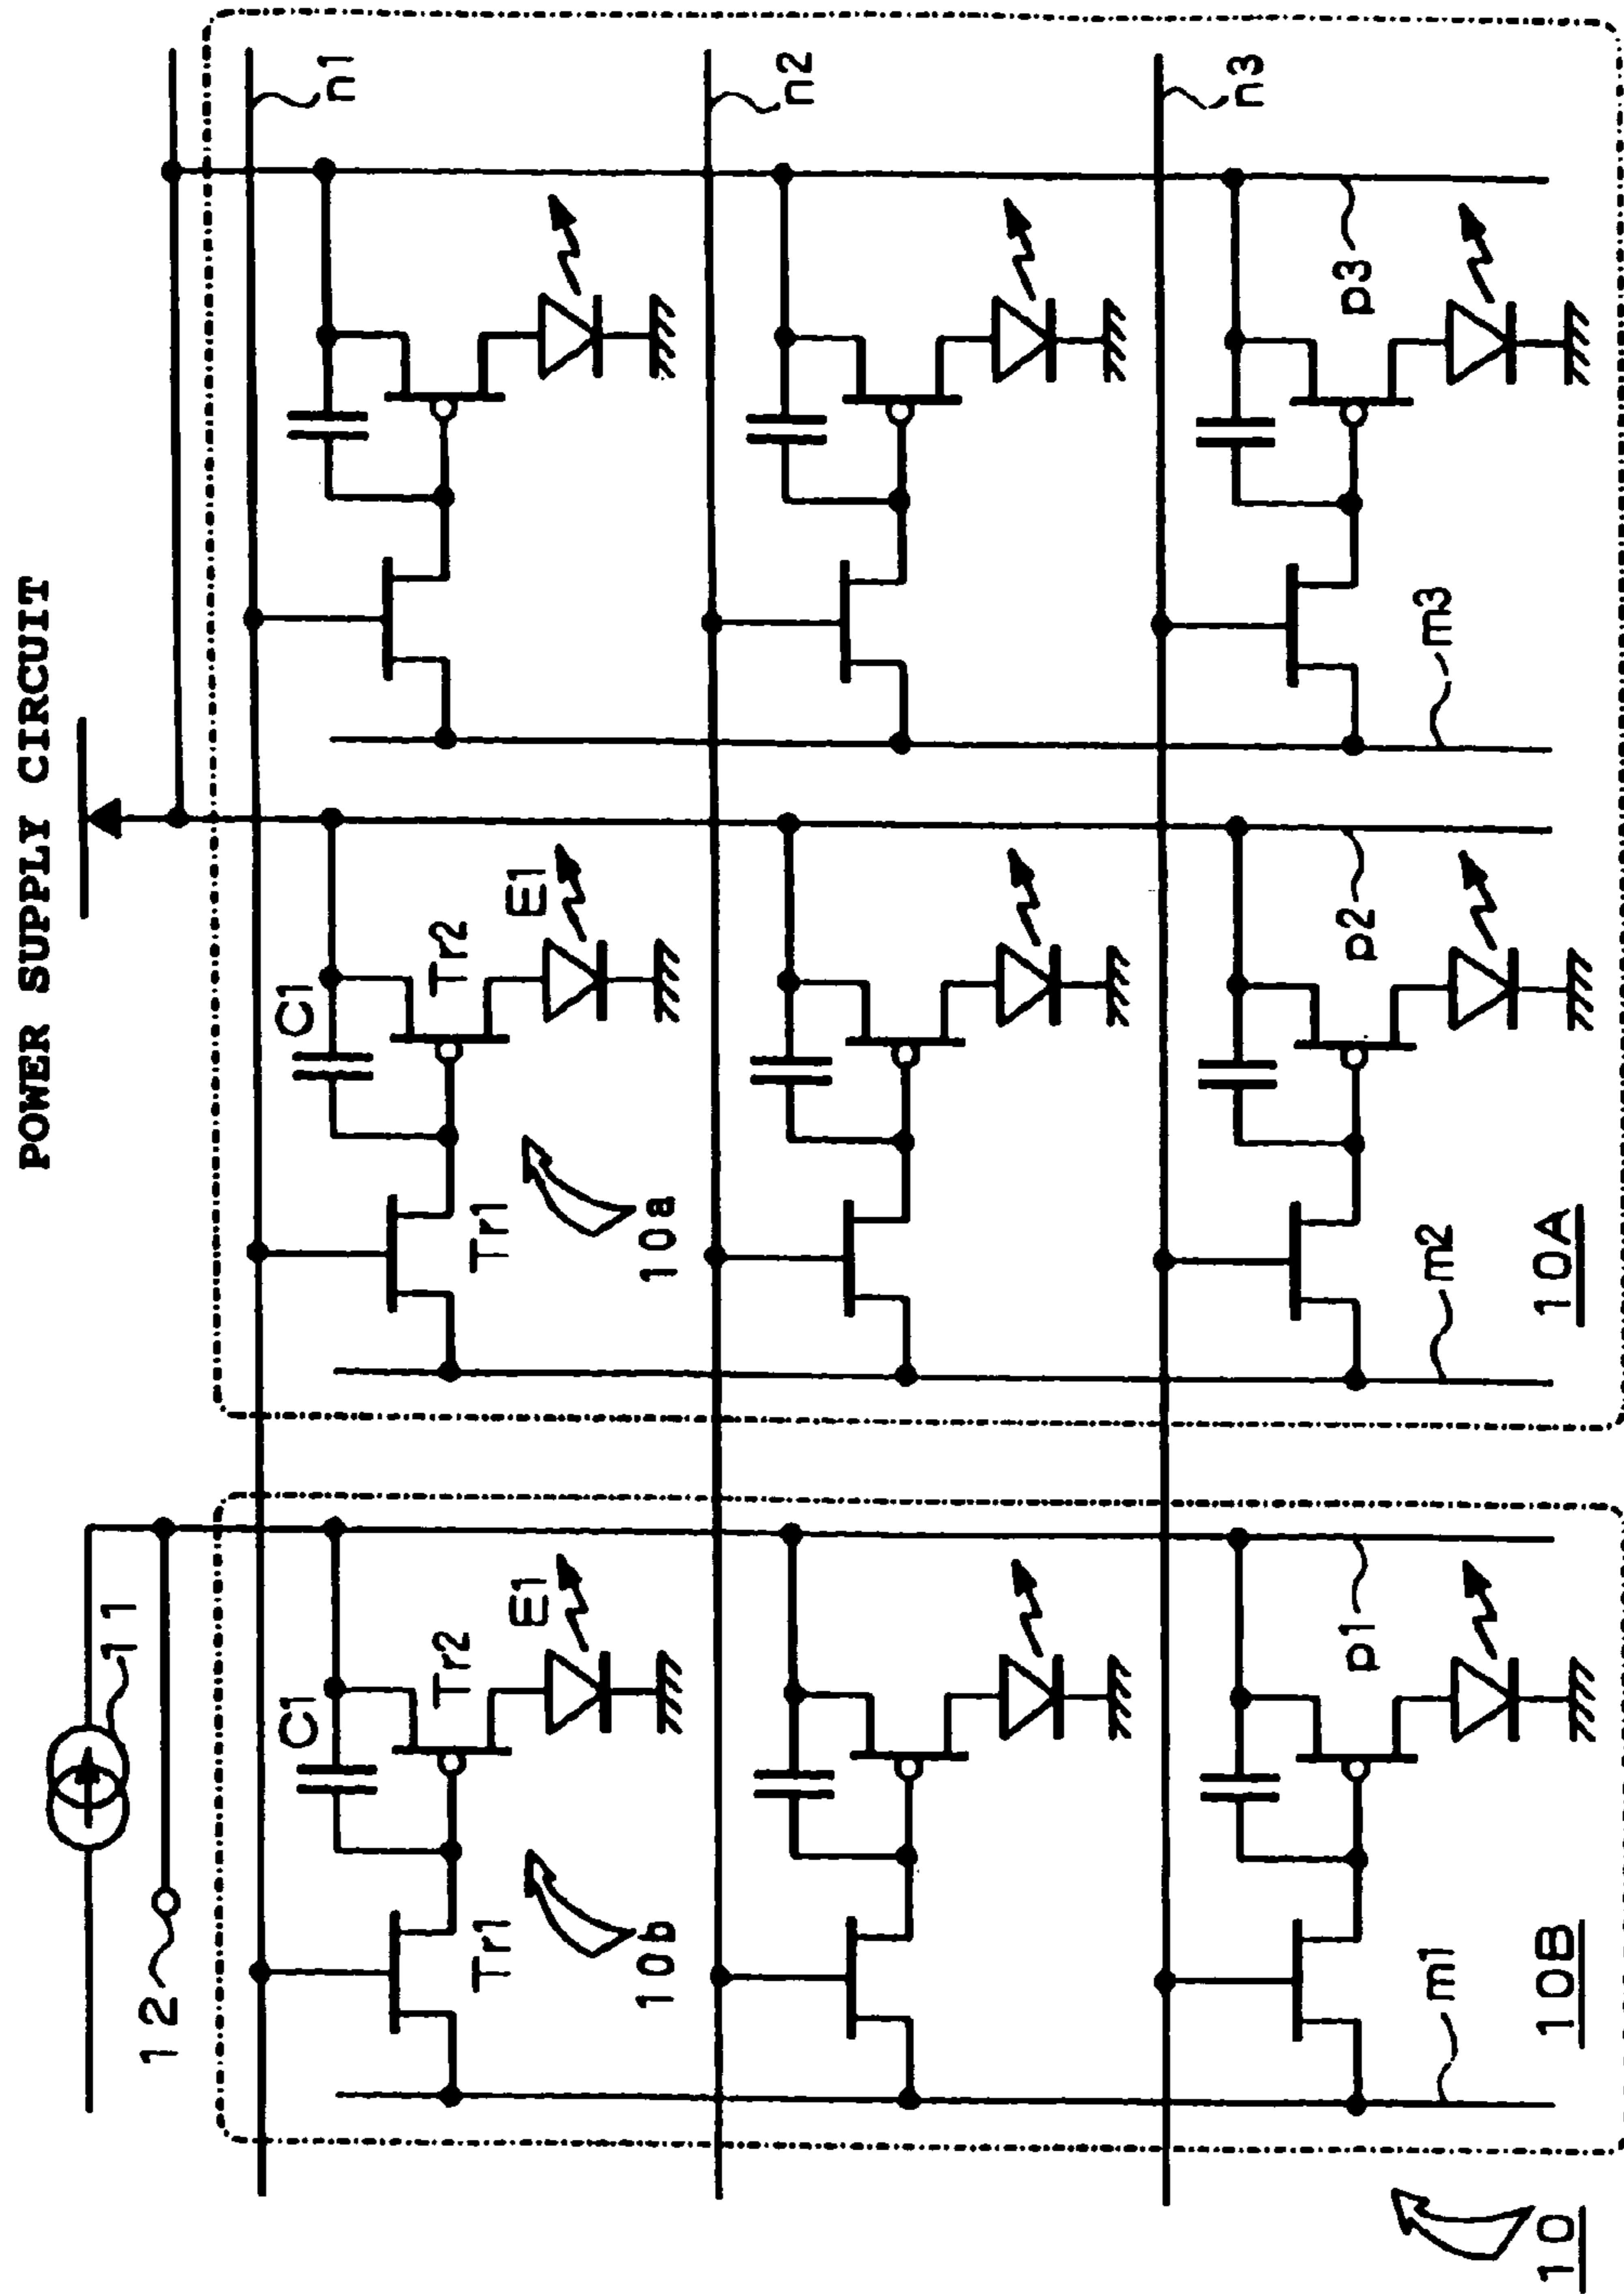 POWER SUPPLY CIRCUIT
11
12
n1
C1
Tr2
E1
Tr1
10b
C1
Tr2
E1
Tr1
10a
n2
n3
p1
p2
p3
m1
m2
m3
10B
10A
10